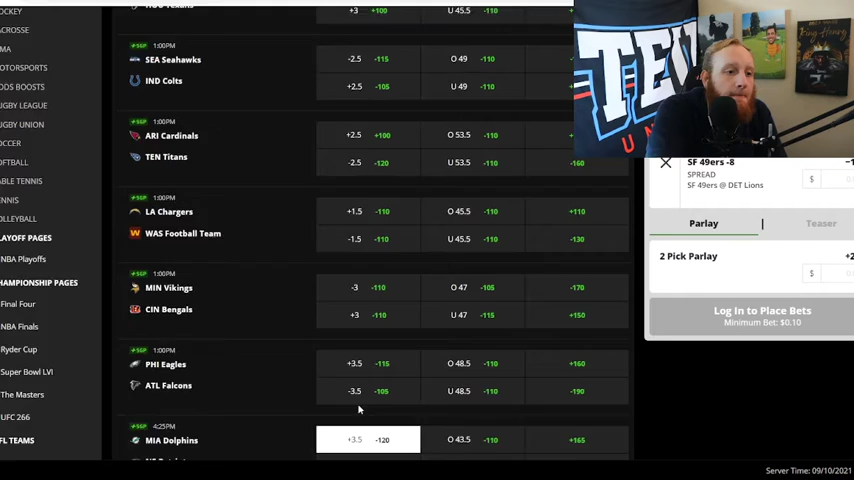 OCKEY
+3 +100 U 45.5 -110
ACROSSE
+SGP 1:00PM
MA
SEA Seahawks -2.5 -115 O 49 -110
OTORSPORTS
IND Colts +2.5 -105 U 49 -110
DDS BOOSTS
UGBY LEAGUE
+SGP 1:00PM
UGBY UNION
ARI Cardinals +2.5 +100 O 53.5 -110
OCCER
TEN Titans -2.5 -120 U 53.5 -110 -160
OFTBALL
ABLE TENNIS
+SGP 1:00PM
ENNIS
LA Chargers +1.5 -110 O 45.5 -110 +110
OLLEYBALL
WAS Football Team -1.5 -110 U 45.5 -110 -130
LAYOFF PAGES
NBA Playoffs
+SGP 1:00PM
HAMPIONSHIP PAGES
MIN Vikings -3 -110 O 47 -105 -170
Final Four
CIN Bengals +3 -110 U 47 -115 +150
NBA Finals
Ryder Cup
+SGP 1:00PM
Super Bowl LVI
PHI Eagles +3.5 -115 O 48.5 -110 +160
The Masters
ATL Falcons -3.5 -105 U 48.5 -110 -190
UFC 266
+SGP 4:25PM
FL TEAMS
MIA Dolphins +3.5 -120 O 43.5 -110 +165
TEN
U
King Henry
SF 49ers -8
SPREAD
SF 49ers @ DET Lions
$
Parlay | Teaser
2 Pick Parlay
$
Log In to Place Bets
Minimum Bet: $0.10
Server Time: 09/10/2021